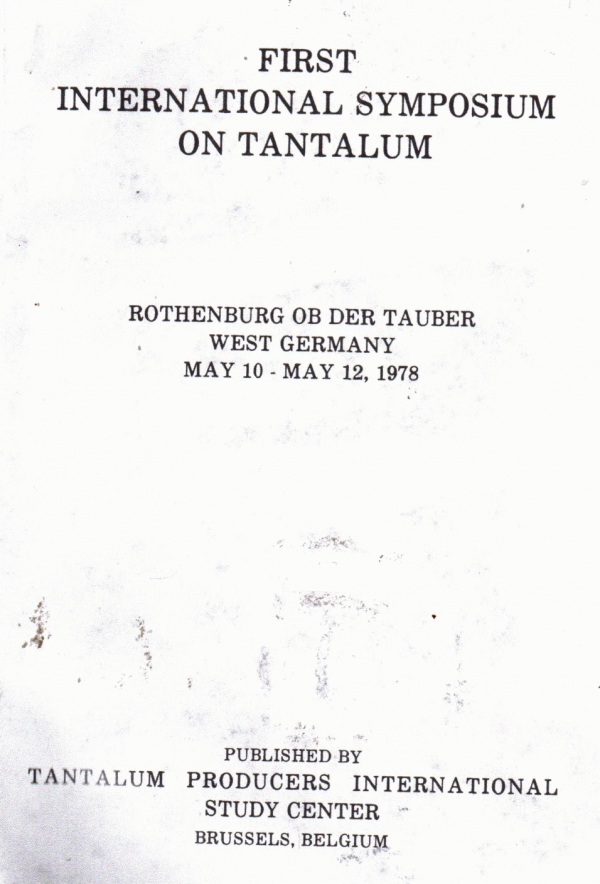 FIRST
INTERNATIONAL SYMPOSIUM
ON TANTALUM
ROTHENBURG OB DER TAUBER
WEST GERMANY
MAY 10 - MAY 12, 1978
PUBLISHED BY
TANTALUM PRODUCERS INTERNATIONAL
STUDY CENTER
BRUSSELS, BELGIUM